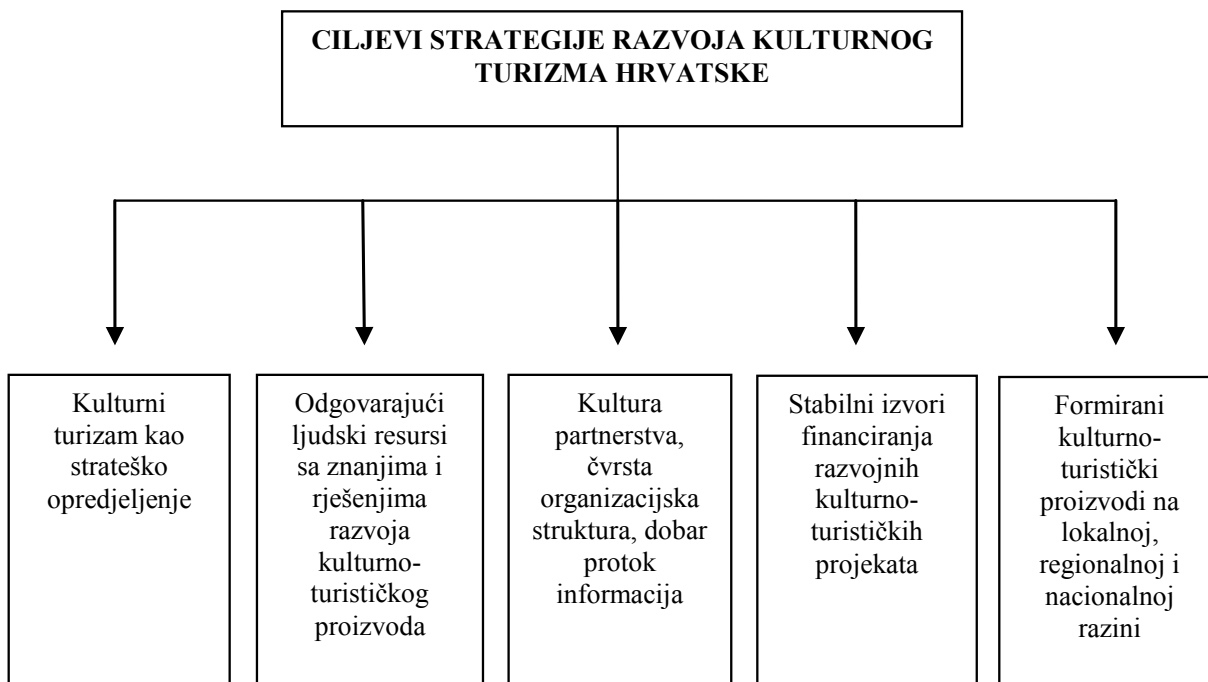 CILJEVI STRATEGIJE RAZVOJA KULTURNOG
TURIZMA HRVATSKE
Kulturni
turizam kao
strateško
opredjeljenje
Odgovarajući
ljudski resursi
sa znanjima i
rješenjima
razvoja
kulturno-
turističkog
proizvoda
Kultura
partnerstva,
čvrsta
organizacijska
struktura, dobar
protok
informacija
Stabilni izvori
financiranja
razvojnih
kulturno-
turističkih
projekata
Formirani
kulturno-
turistički
proizvodi na
lokalnoj,
regionalnoj i
nacionalnoj
razini